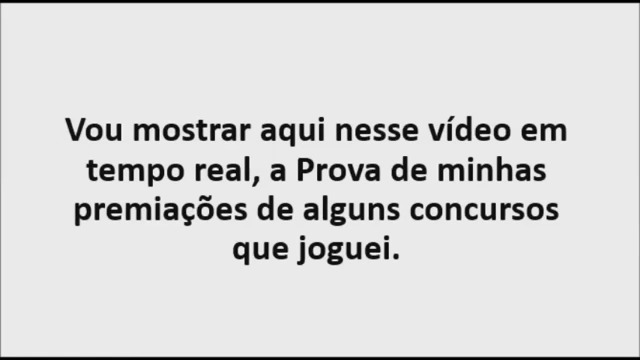 Vou mostrar aqui nesse vídeo em
tempo real, a Prova de minhas
premiações de alguns concursos
que joguei.